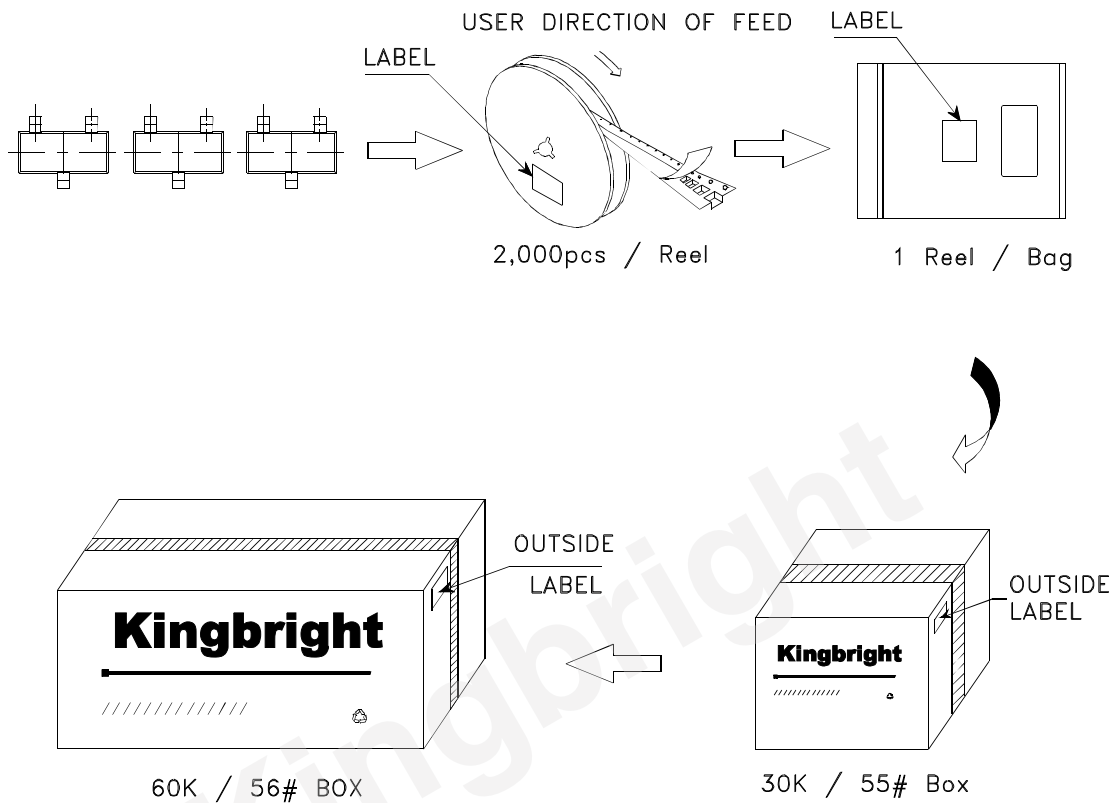 USER DIRECTION OF FEED
LABEL
LABEL
2,000pcs / Reel
1 Reel / Bag
OUTSIDE
LABEL
Kingbright
60K / 56# BOX
OUTSIDE
LABEL
Kingbright
30K / 55# Box
Kingbright